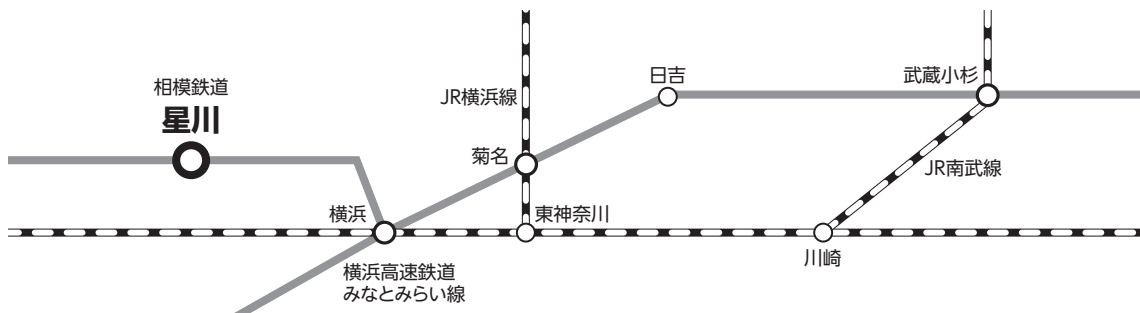 相模鉄道
星川
JR横浜線
日吉
武蔵小杉
菊名
JR南武線
横浜
東神奈川
川崎
横浜高速鉄道
みなとみらい線